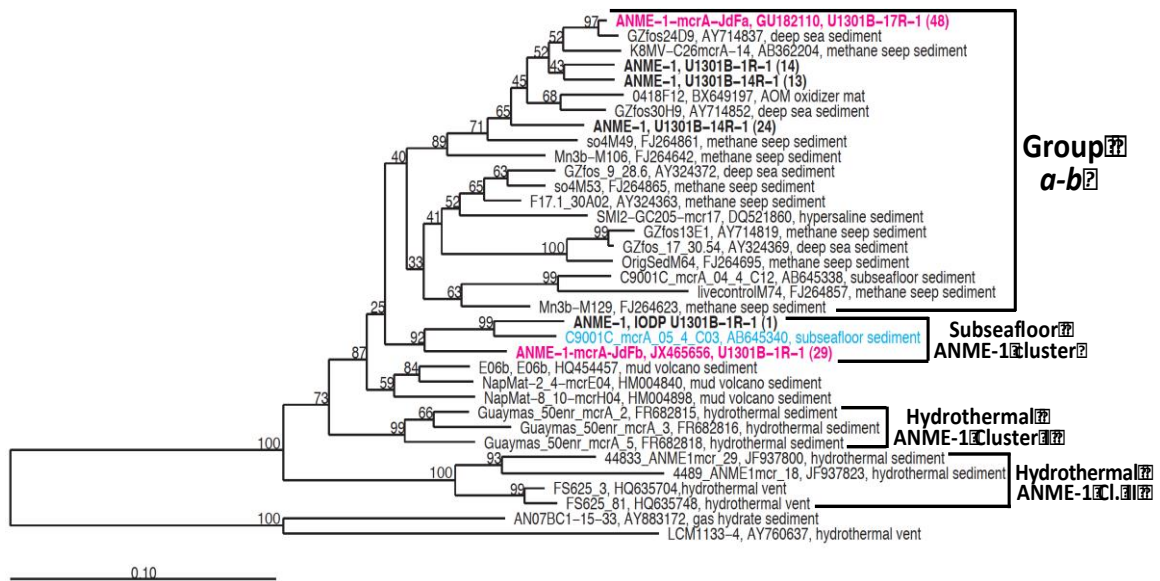 97
ANME-1-mcrA-JdFa, GU182110, U1301B-17R-1 (48)
52
GZfos24D9, AY714837, deep sea sediment
52
K8MV-C26mcrA-14, AB362204, methane seep sediment
43
ANME-1, U1301B-1R-1 (14)
45
ANME-1, U1301B-14R-1 (13)
68
0418F12, BX649197, AOM oxidizer mat
65
GZfos30H9, AY714852, deep sea sediment
71
ANME-1, U1301B-14R-1 (24)
89
so4M49, FJ264861, methane seep sediment
40
Mn3b-M106, FJ264642, methane seep sediment
63
GZfos_9_28.6, AY324372, deep sea sediment
65
so4M53, FJ264865, methane seep sediment
52
F17.1_30A02, AY324363, methane seep sediment
41
SMI2-GC205-mcr17, DQ521860, hypersaline sediment
99
GZfos13E1, AY714819, methane seep sediment
100
GZfos_17_30.54, AY324369, deep sea sediment
33
OrigSedM64, FJ264695, methane seep sediment
99
C9001C_mcrA_04_4_C12, AB645338, subseafloor sediment
63
livecontrolM74, FJ264857, methane seep sediment
25
Mn3b-M129, FJ264623, methane seep sediment
99
ANME-1, IODP U1301B-1R-1 (1)
92
C9001C_mcrA_05_4_C03, AB645340, subseafloor sediment
87
ANME-1-mcrA-JdFb, JX465656, U1301B-1R-1 (29)
84
E06b, E06b, HQ454457, mud volcano sediment
59
NapMat-2_4-mcrE04, HM004840, mud volcano sediment
73
NapMat-8_10-mcrH04, HM004898, mud volcano sediment
66
Guaymas_50enr_mcrA_2, FR682815, hydrothermal sediment
99
Guaymas_50enr_mcrA_3, FR682816, hydrothermal sediment
100
Guaymas_50enr_mcrA_5, FR682818, hydrothermal sediment
93
44833_ANME1mcr_29, JF937800, hydrothermal sediment
100
4489_ANME1mcr_18, JF937823, hydrothermal sediment
99
FS625_3, HQ635704,hydrothermal vent
FS625_81, HQ635748, hydrothermal vent
100
AN07BC1-15-33, AY883172, gas hydrate sediment
LCM1133-4, AY760637, hydrothermal vent
0.10
Group
a-b
Subseafloor
ANME-1 cluster
Hydrothermal
ANME-1 Cluster
Hydrothermal
ANME-1 Cl. II